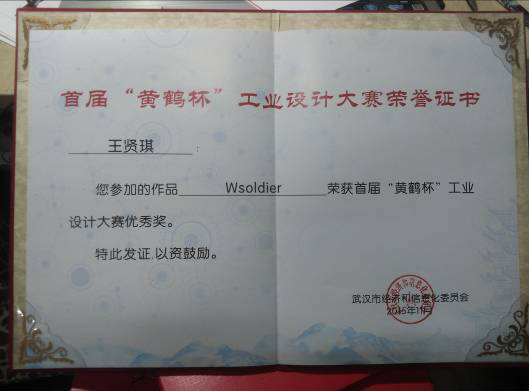 首届“黄鹤杯”工业设计大赛荣誉证书
王贤琪：
您参加的作品 Wsoldier 荣获首届“黄鹤杯”工业
设计大赛优秀奖。
特此发证,以资鼓励。
武汉市经济和信息化委员会
2015年11月